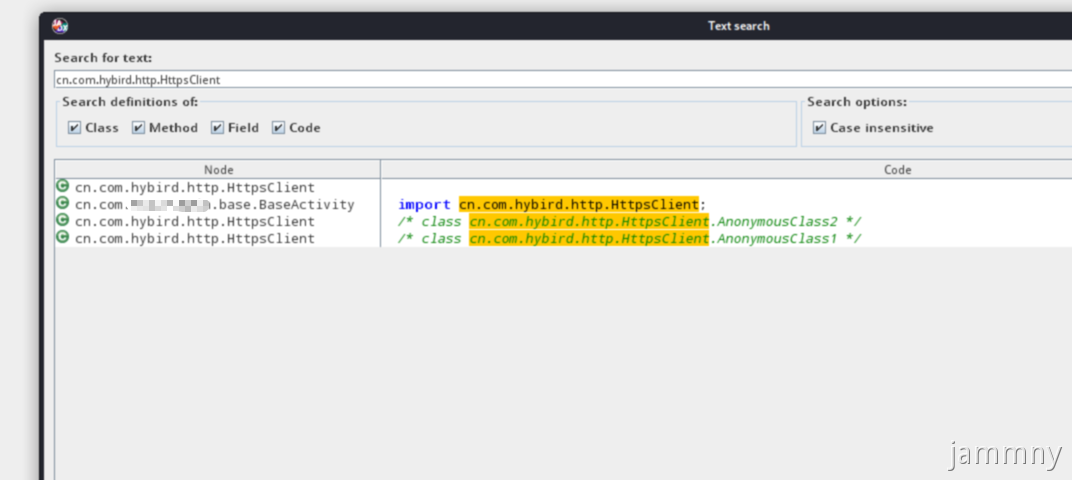 Text search
Search for text:
cn.com.hybird.http.HttpsClient
Search definitions of:
Search options:
Class Method Field Code
Case insensitive
Node Code
cn.com.hybird.http.HttpsClient
cn.com. .base.BaseActivity import cn.com.hybird.http.HttpsClient;
cn.com.hybird.http.HttpsClient /* class cn.com.hybird.http.HttpsClient.AnonymousClass2 */
cn.com.hybird.http.HttpsClient /* class cn.com.hybird.http.HttpsClient.AnonymousClass1 */
jammny